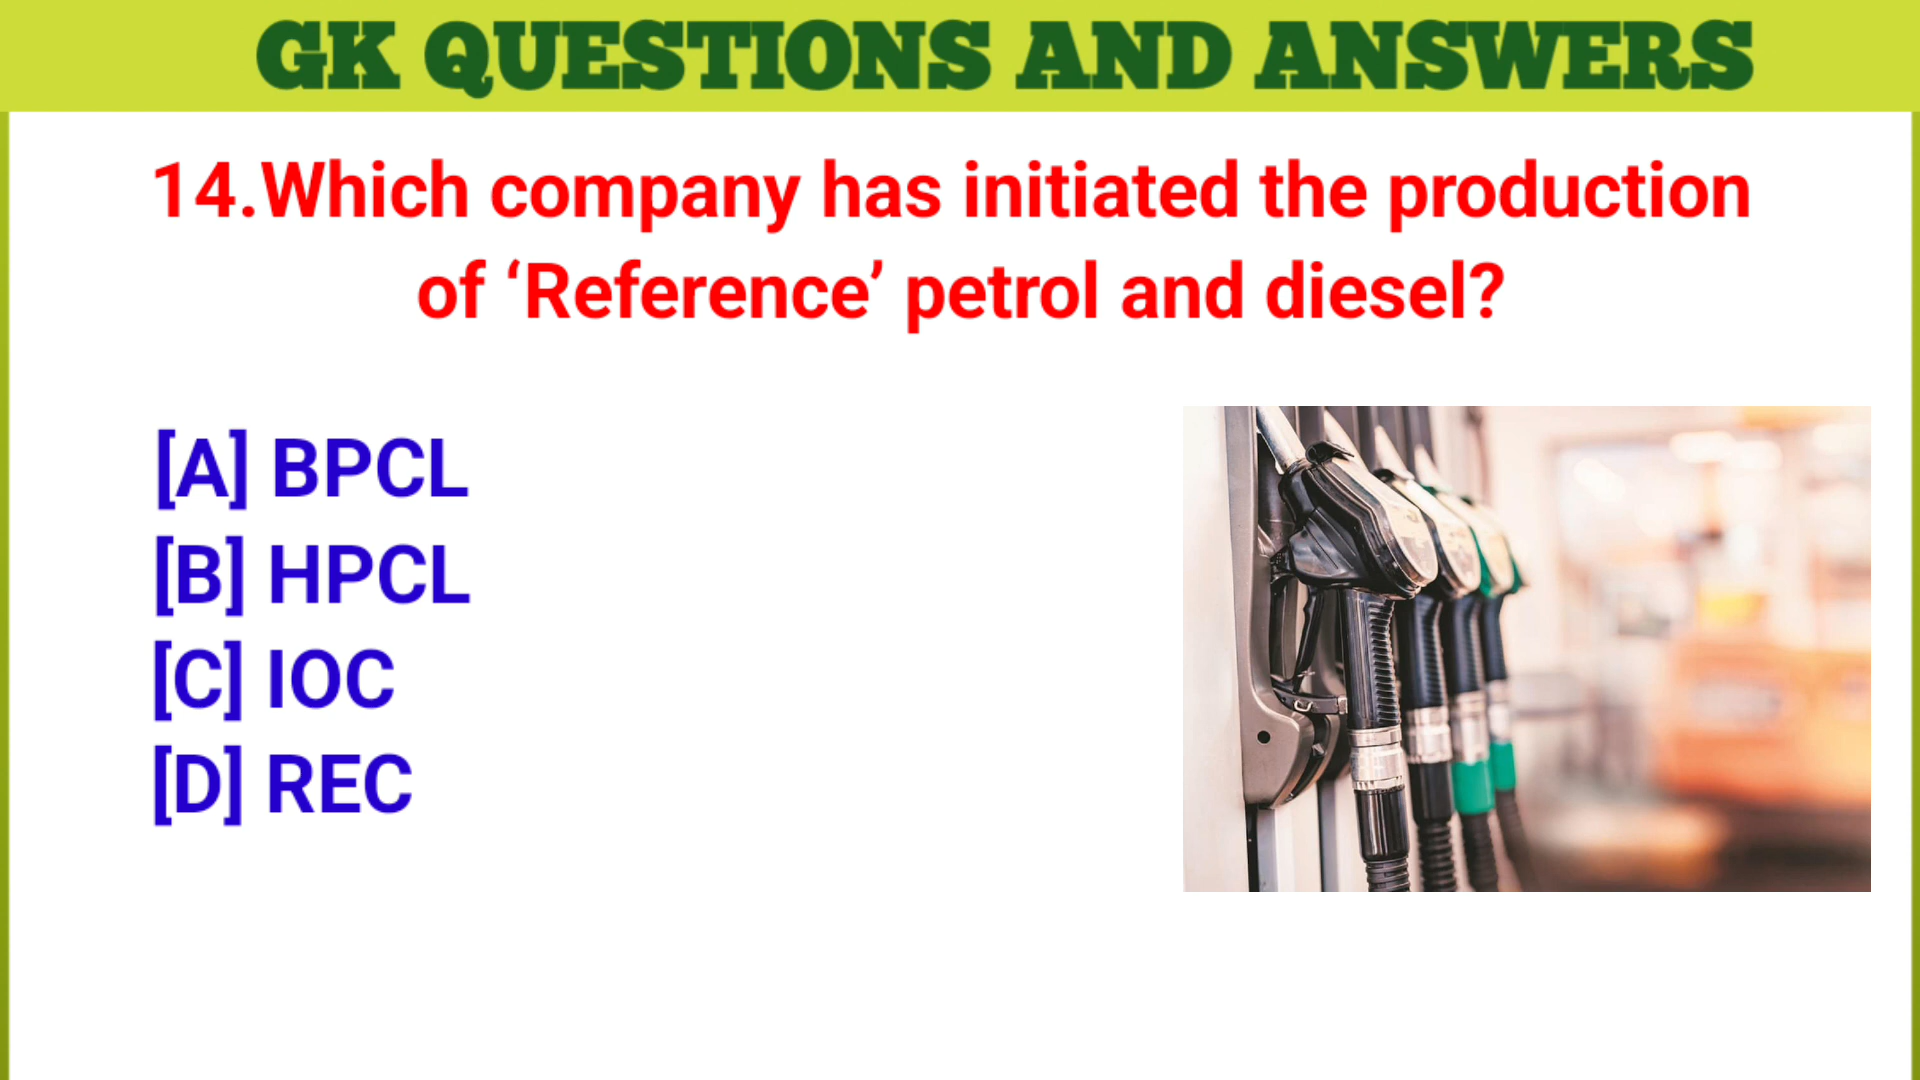 GK QUESTIONS AND ANSWERS
14.Which company has initiated the production
of ‘Reference’ petrol and diesel?
[A] BPCL
[B] HPCL
[C] IOC
[D] REC